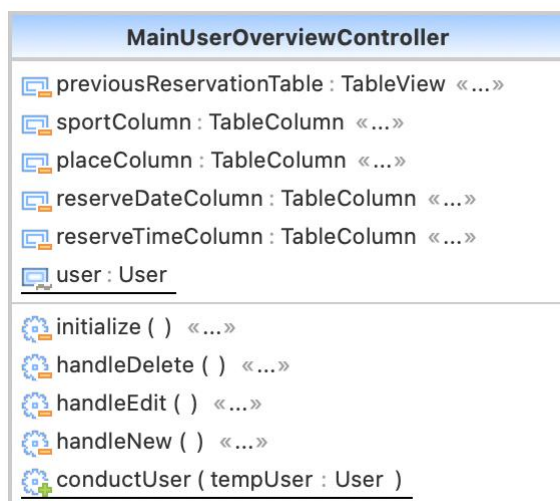 MainUserOverviewController
previousReservationTable : TableView «...»
sportColumn : TableColumn «...»
placeColumn : TableColumn «...»
reserveDateColumn : TableColumn «...»
reserveTimeColumn : TableColumn «...»
user : User
initialize ( ) «...»
handleDelete ( ) «...»
handleEdit ( ) «...»
handleNew ( ) «...»
conductUser ( tempUser : User )